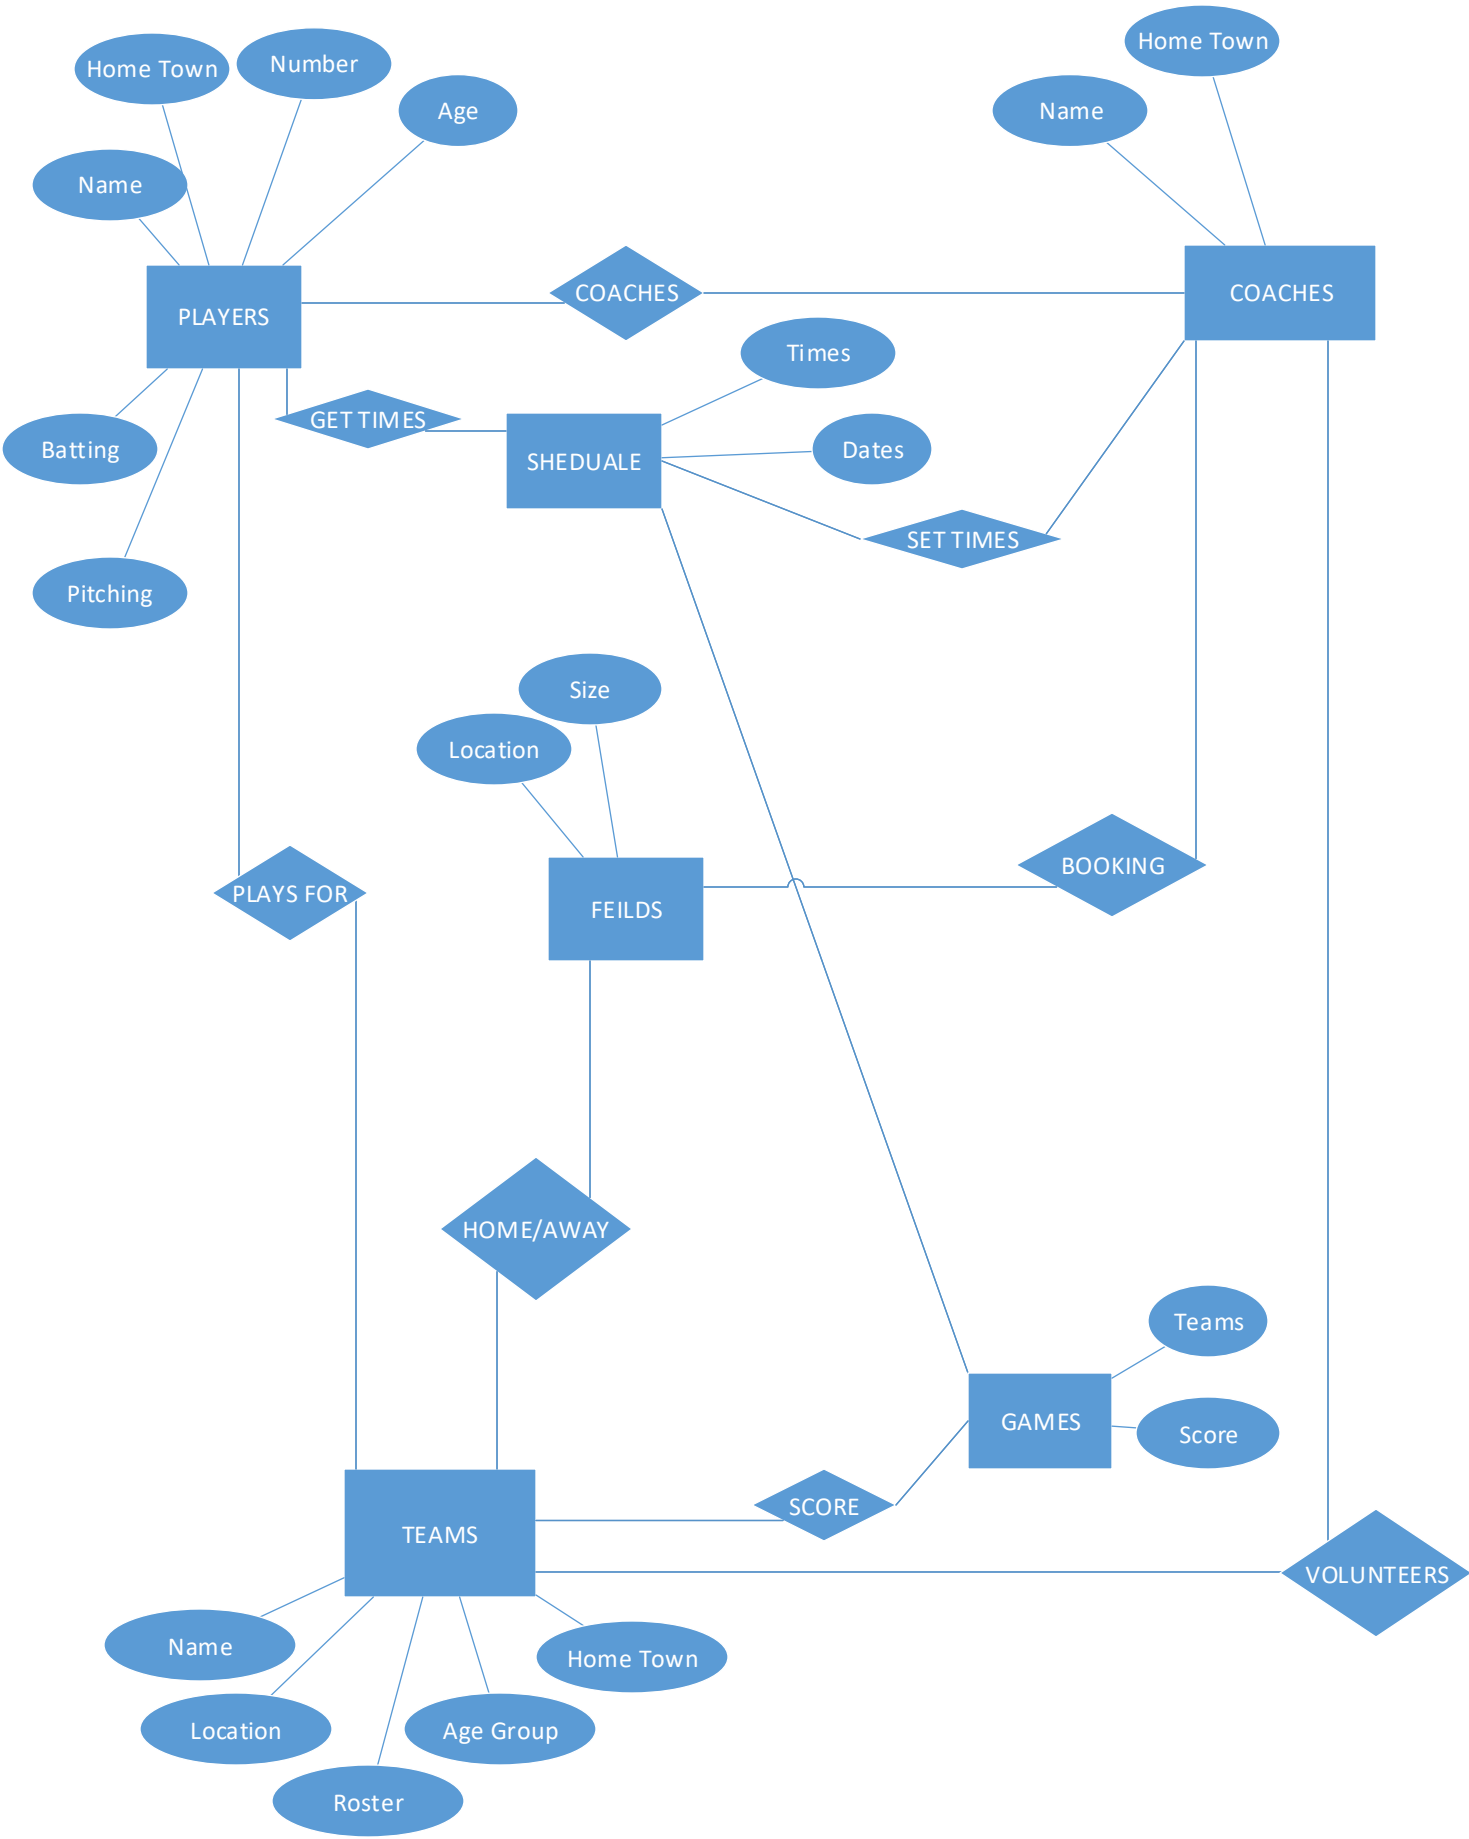 Home Town
Number
Age
Name
Home Town
Name
PLAYERS
COACHES
COACHES
Times
GET TIMES
SHEDUALE
Dates
Batting
SET TIMES
Pitching
Size
Location
PLAYS FOR
FEILDS
BOOKING
HOME/AWAY
Teams
GAMES
Score
SCORE
TEAMS
VOLUNTEERS
Name
Home Town
Location
Age Group
Roster